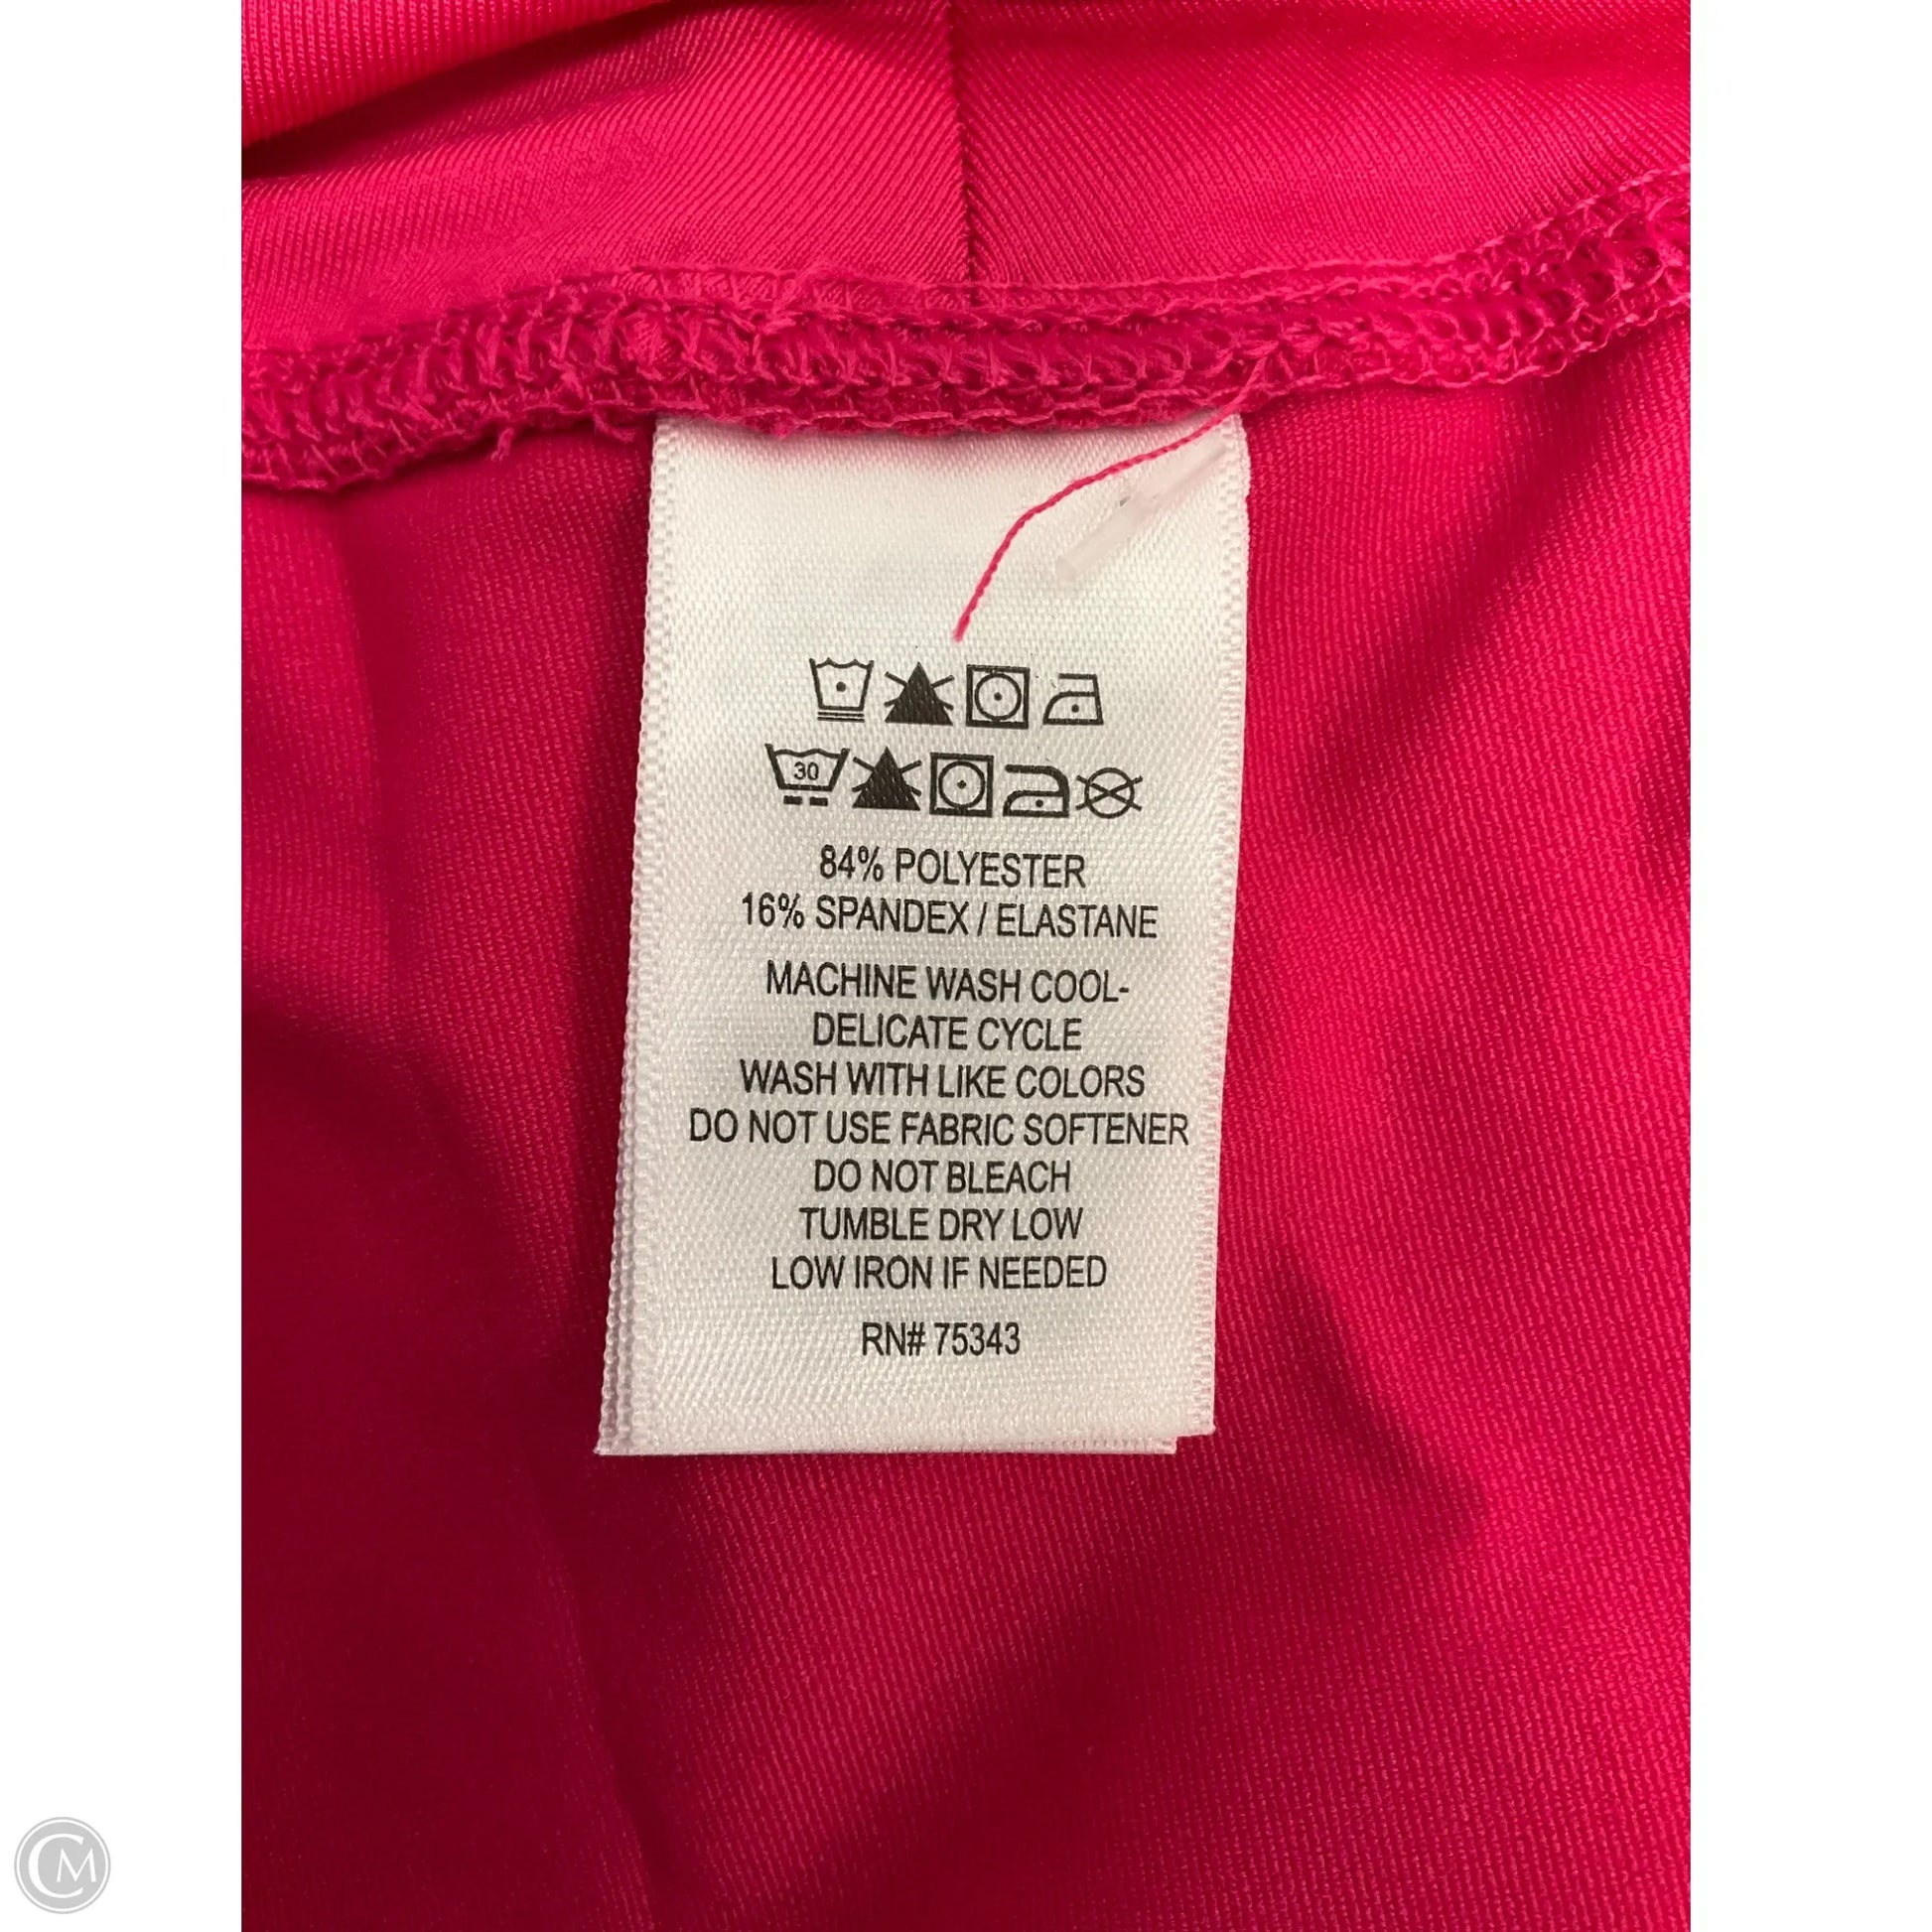 30
84% POLYESTER
16% SPANDEX / ELASTANE
MACHINE WASH COOL-
DELICATE CYCLE
WASH WITH LIKE COLORS
DO NOT USE FABRIC SOFTENER
DO NOT BLEACH
TUMBLE DRY LOW
LOW IRON IF NEEDED
RN# 75343
CM